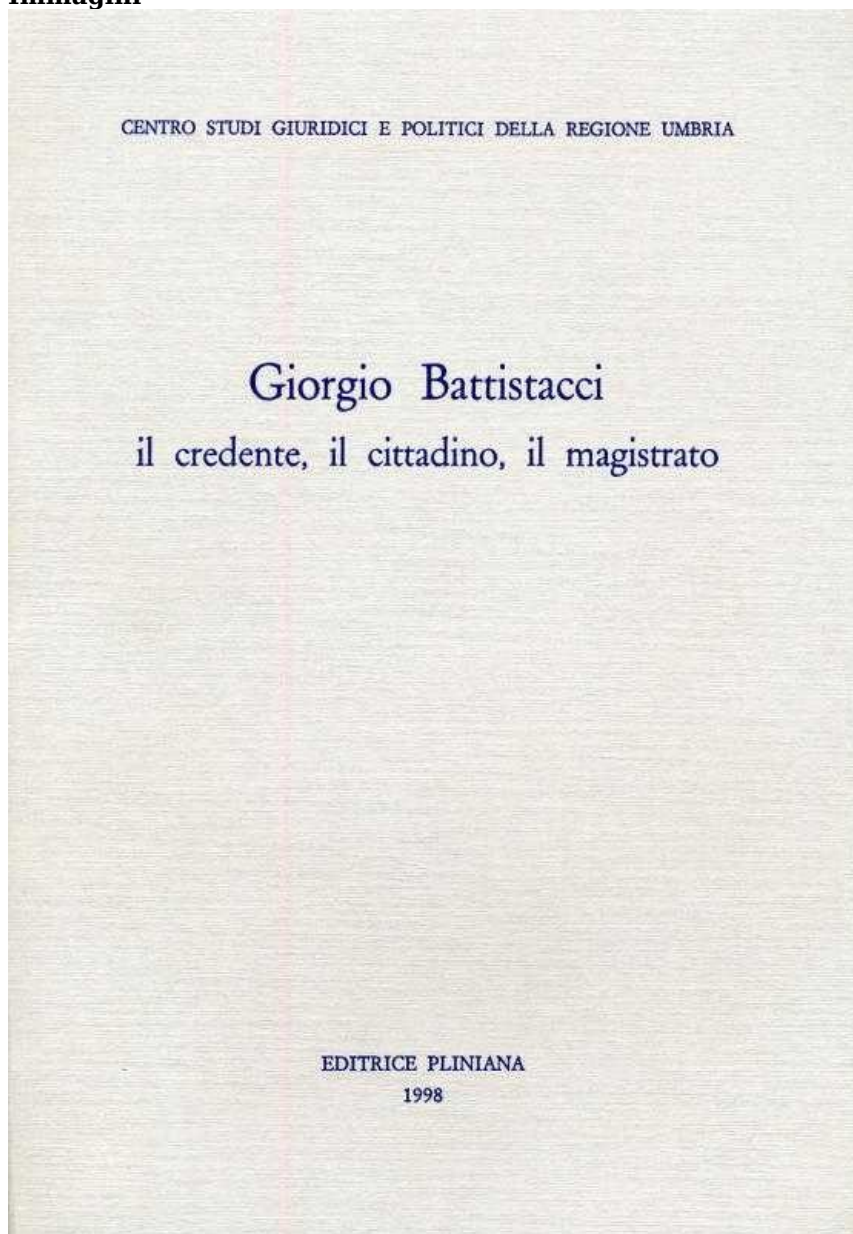 CENTRO STUDI GIURIDICI E POLITICI DELLA REGIONE UMBRIA
Giorgio Battistacci
il credente, il cittadino, il magistrato
EDITRICE PLINIANA
1998